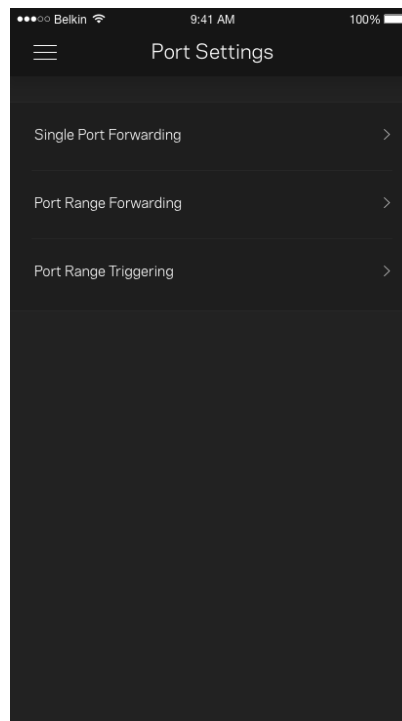 Belkin 9:41 AM 100%
Port Settings
Single Port Forwarding
Port Range Forwarding
Port Range Triggering